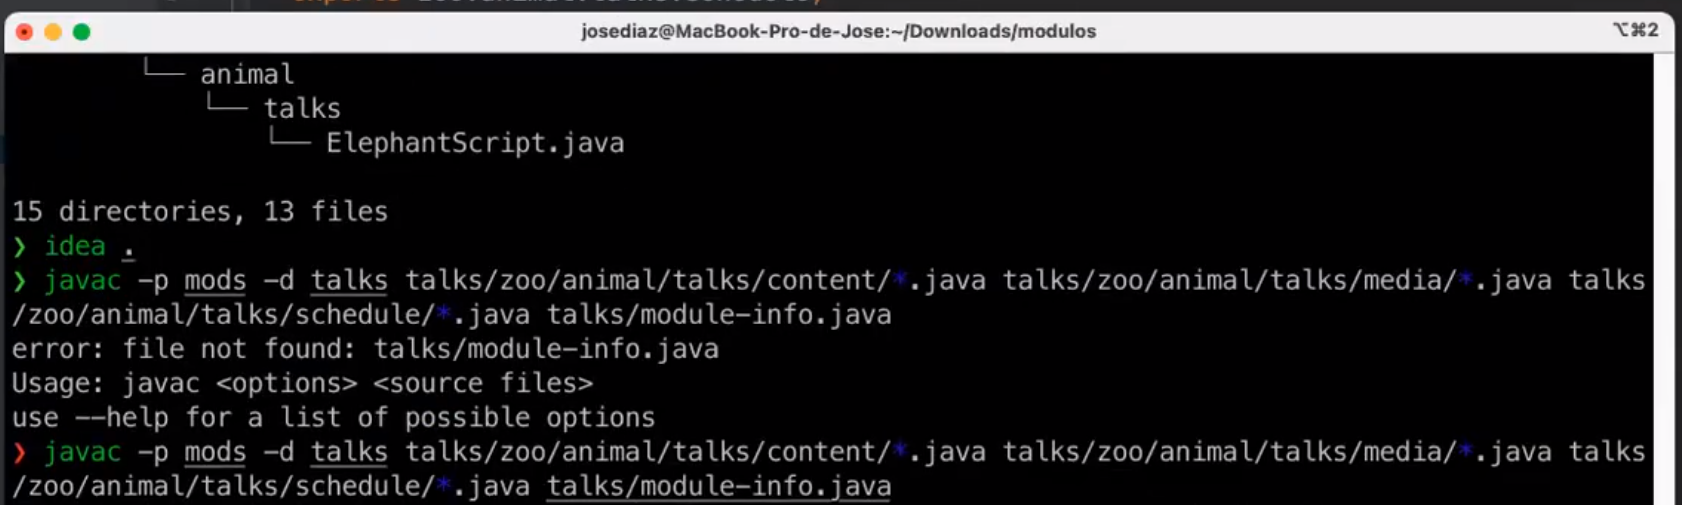 josediaz@MacBook-Pro-de-Jose:~/Downloads/modulos ⌥⌘2
└── animal
└── talks
└── ElephantScript.java
15 directories, 13 files
❯ idea .
❯ javac -p mods -d talks talks/zoo/animal/talks/content/*.java talks/zoo/animal/talks/media/*.java talks
/zoo/animal/talks/schedule/*.java talks/module-info.java
error: file not found: talks/module-info.java
Usage: javac <options> <source files>
use --help for a list of possible options
❯ javac -p mods -d talks talks/zoo/animal/talks/content/*.java talks/zoo/animal/talks/media/*.java talks
/zoo/animal/talks/schedule/*.java talks/module-info.java